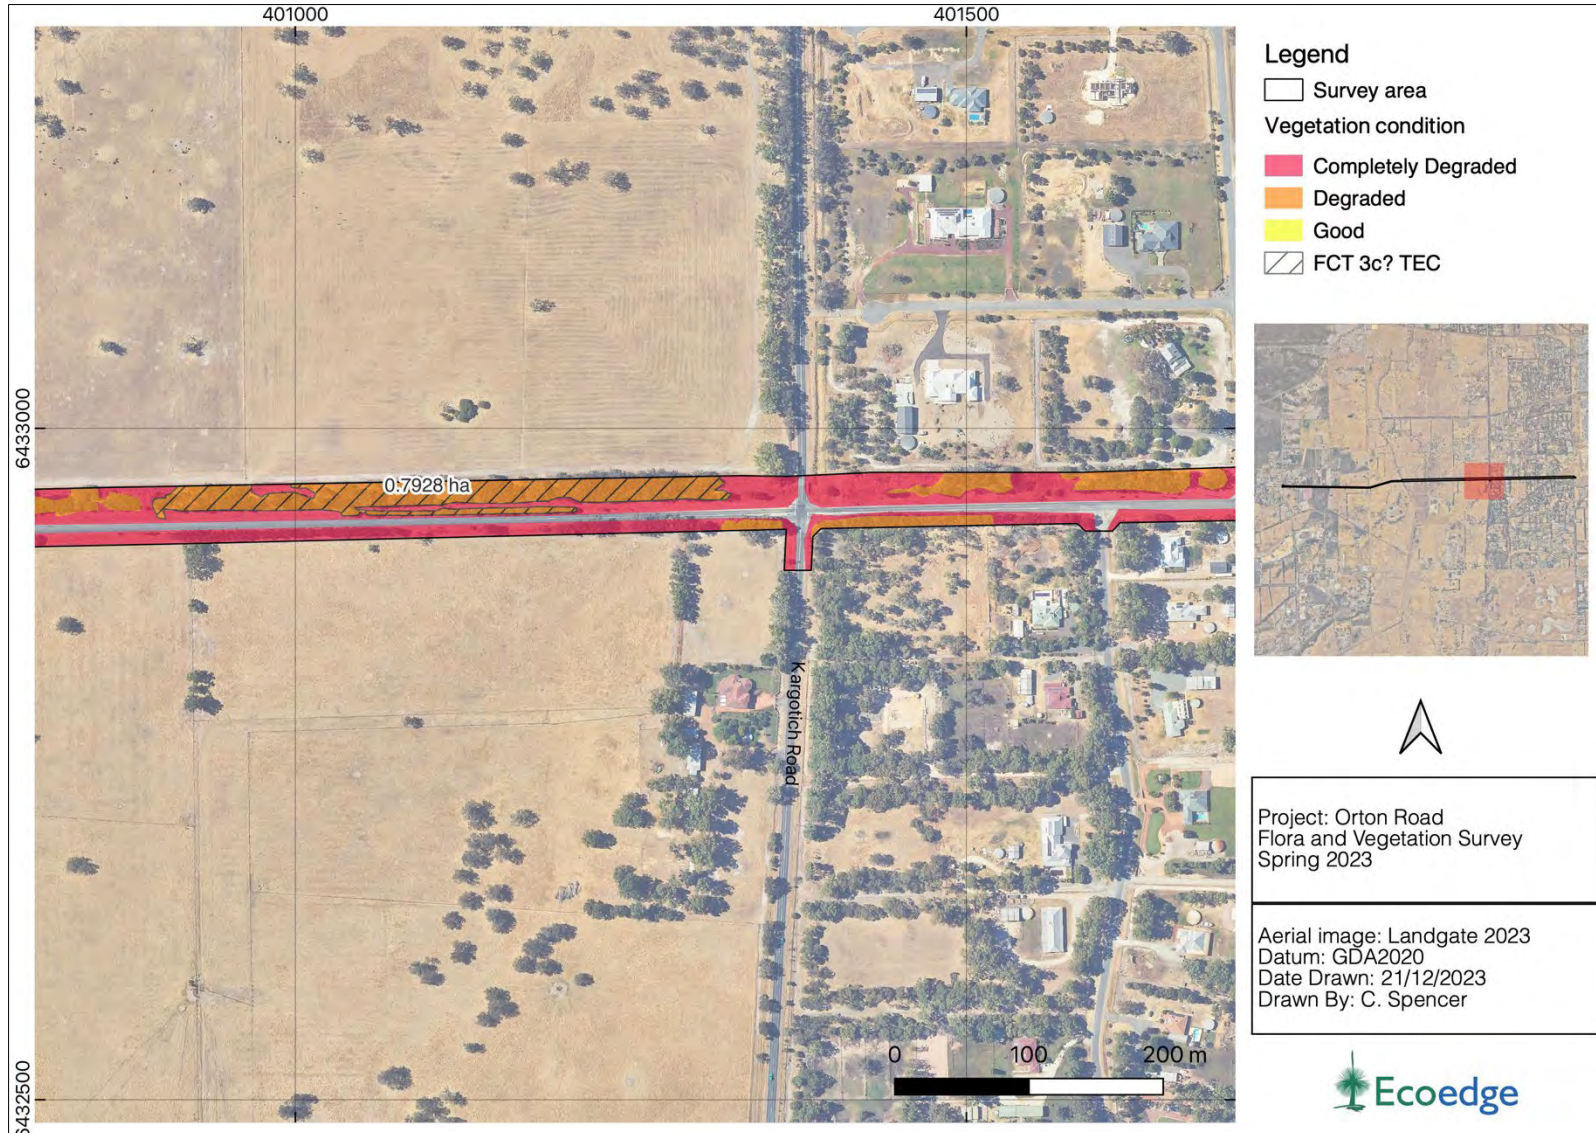 401000
401500
Legend
Survey area
Vegetation condition
Completely Degraded
Degraded
Good
FCT 3c? TEC
6433000
0.7928 ha
Kargotich Road
Project: Orton Road
Flora and Vegetation Survey
Spring 2023
Aerial image: Landgate 2023
Datum: GDA2020
Date Drawn: 21/12/2023
Drawn By: C. Spencer
0 100 200 m
6432500
Ecoedge